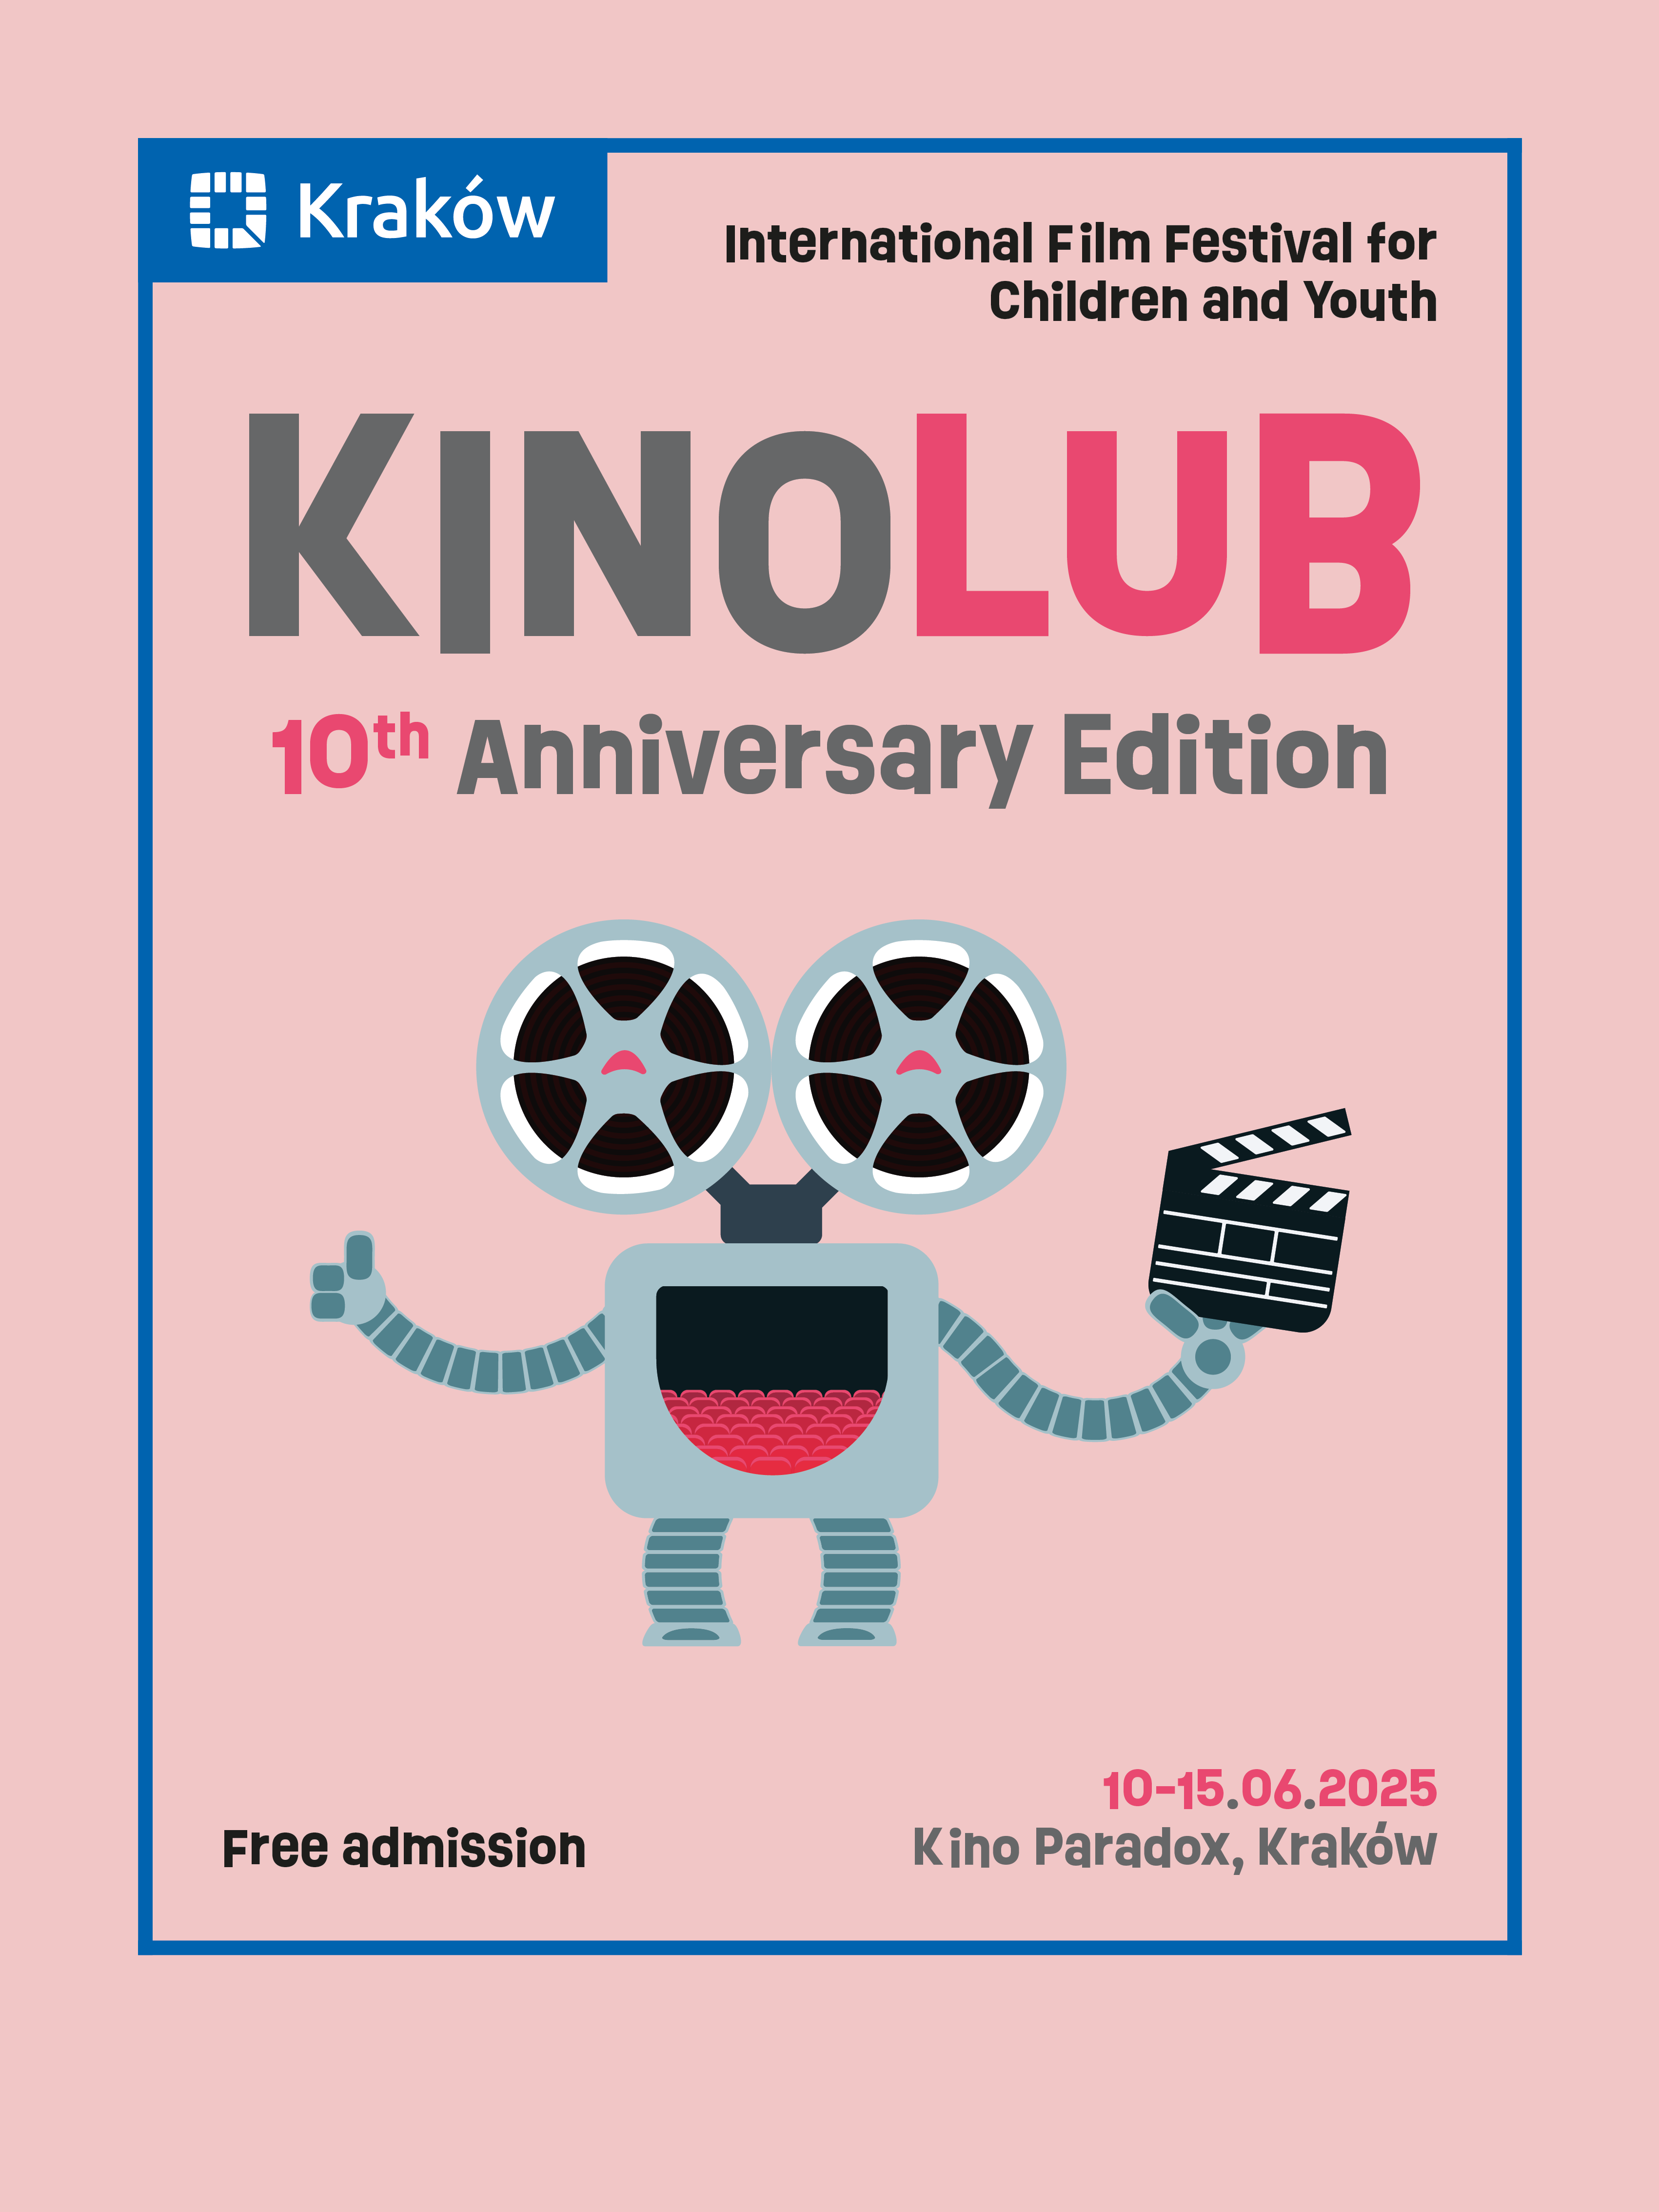 Kraków
International Film Festival for
Children and Youth
KINOLUB
10th Anniversary Edition
10-15.06.2025
Free admission
Kino Paradox, Kraków